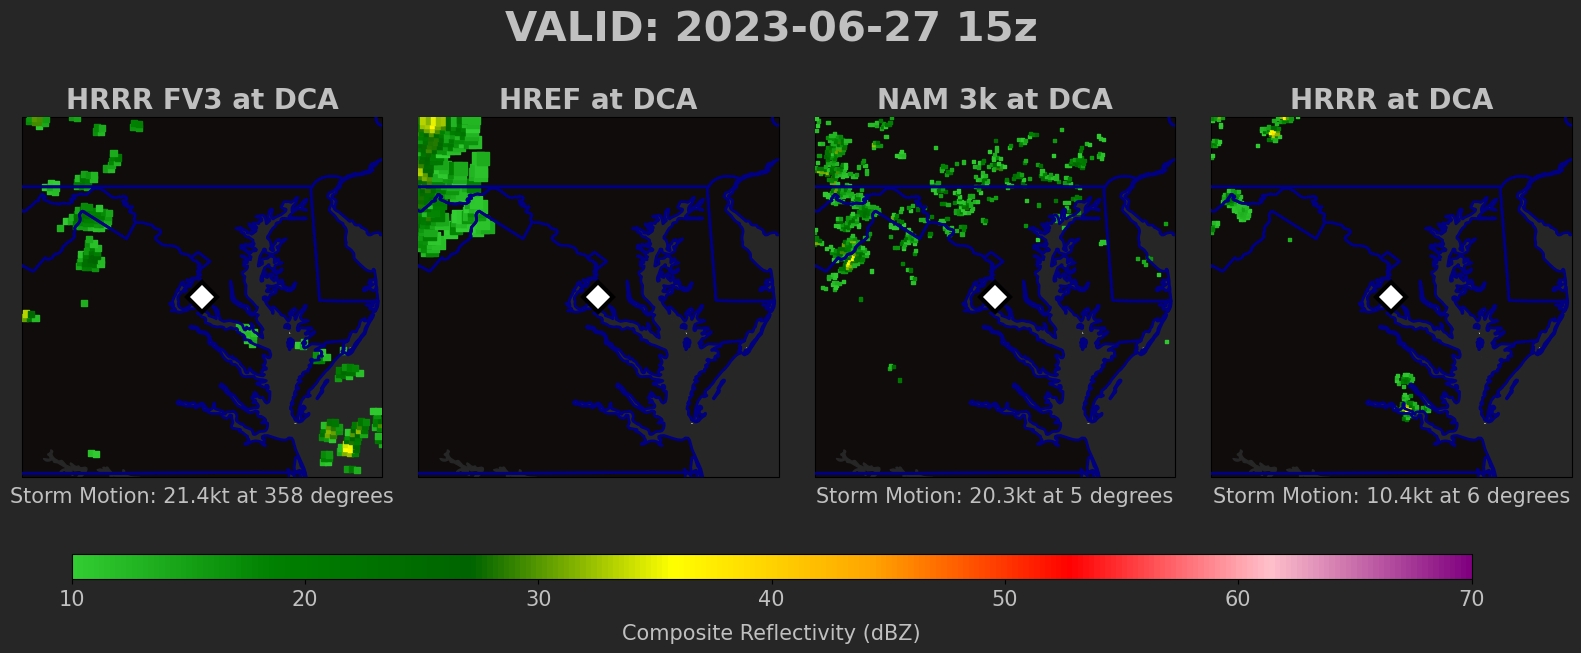 VALID: 2023-06-27 15z
HRRR FV3 at DCA
HREF at DCA
NAM 3k at DCA
HRRR at DCA
Storm Motion: 21.4kt at 358 degrees
Storm Motion: 20.3kt at 5 degrees
Storm Motion: 10.4kt at 6 degrees
10 20 30 40 50 60 70
Composite Reflectivity (dBZ)